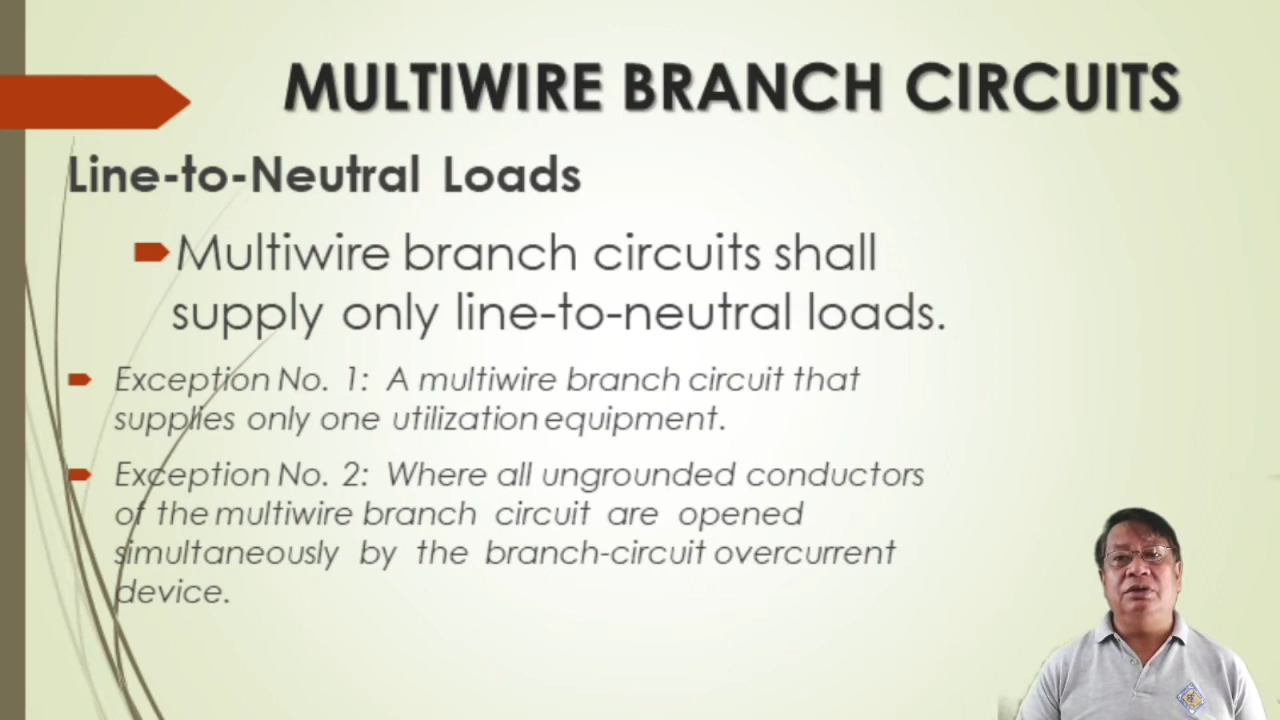 MULTIWIRE BRANCH CIRCUITS
Line-to-Neutral Loads
Multiwire branch circuits shall
supply only line-to-neutral loads.
Exception No. 1: A multiwire branch circuit that
supplies only one utilization equipment.
Exception No. 2: Where all ungrounded conductors
of the multiwire branch circuit are opened
simultaneously by the branch-circuit overcurrent
device.